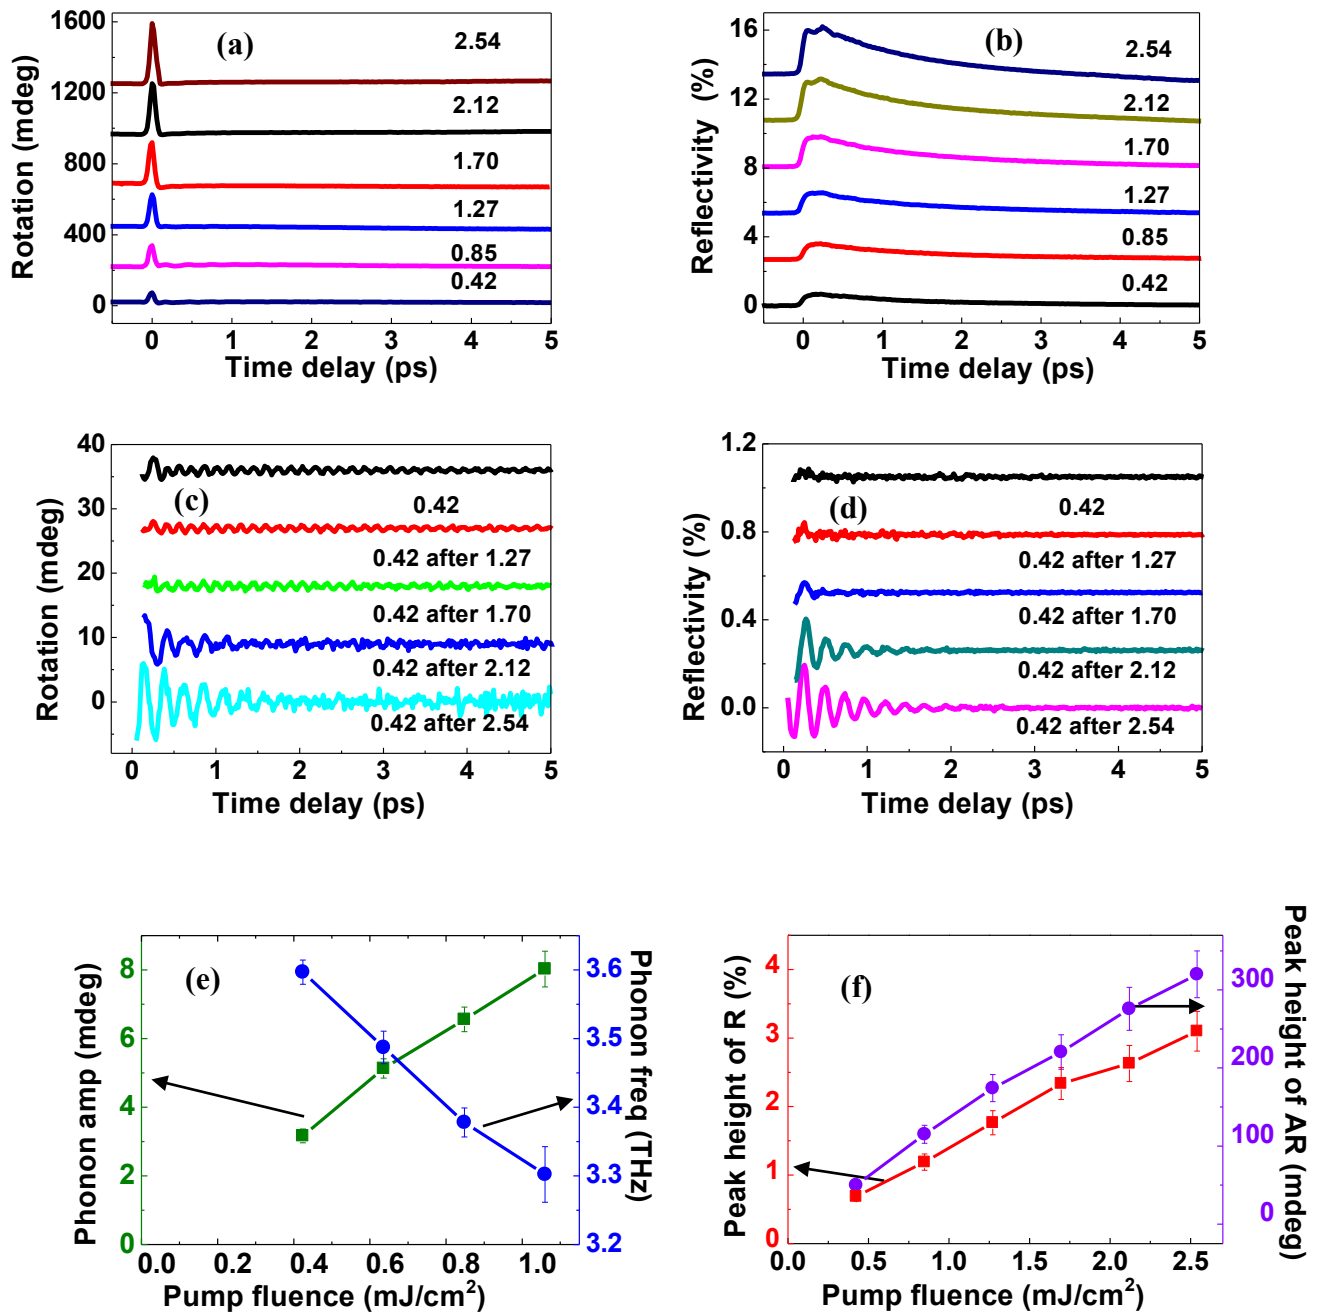 (a)
Rotation (mdeg)
1600
1200
800
400
0
2.54
2.12
1.70
1.27
0.85
0.42
0 1 2 3 4 5
Time delay (ps)
(b)
Reflectivity (%)
16
12
8
4
0
2.54
2.12
1.70
1.27
0.85
0.42
0 1 2 3 4 5
Time delay (ps)
(c)
Rotation (mdeg)
40
30
20
10
0
0.42
0.42 after 1.27
0.42 after 1.70
0.42 after 2.12
0.42 after 2.54
0 1 2 3 4 5
Time delay (ps)
(d)
Reflectivity (%)
1.2
0.8
0.4
0.0
0.42
0.42 after 1.27
0.42 after 1.70
0.42 after 2.12
0.42 after 2.54
0 1 2 3 4 5
Time delay (ps)
(e)
Phonon amp (mdeg)
8
6
4
2
0
Phonon freq (THz)
3.6
3.5
3.4
3.3
3.2
0.0 0.2 0.4 0.6 0.8 1.0
Pump fluence (mJ/cm²)
(f)
Peak height of R (%)
4
3
2
1
0
Peak height of AR (mdeg)
300
200
100
0
0.0 0.5 1.0 1.5 2.0 2.5
Pump fluence (mJ/cm²)